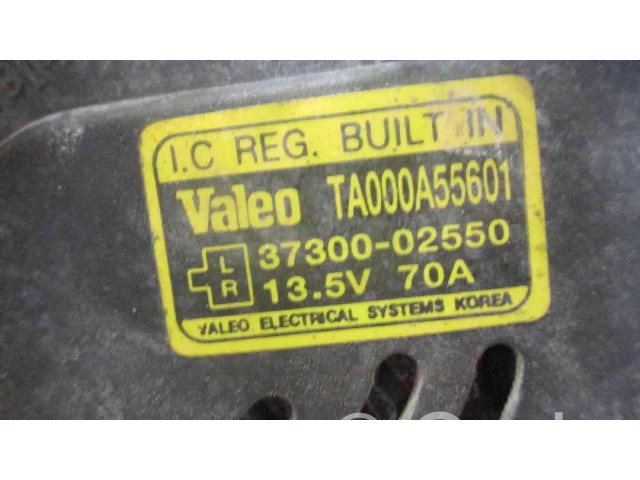 I.C REG. BUILT IN
Valeo TA000A55601
L 37300-02550
R 13.5V 70A
VALEO ELECTRICAL SYSTEMS KOREA